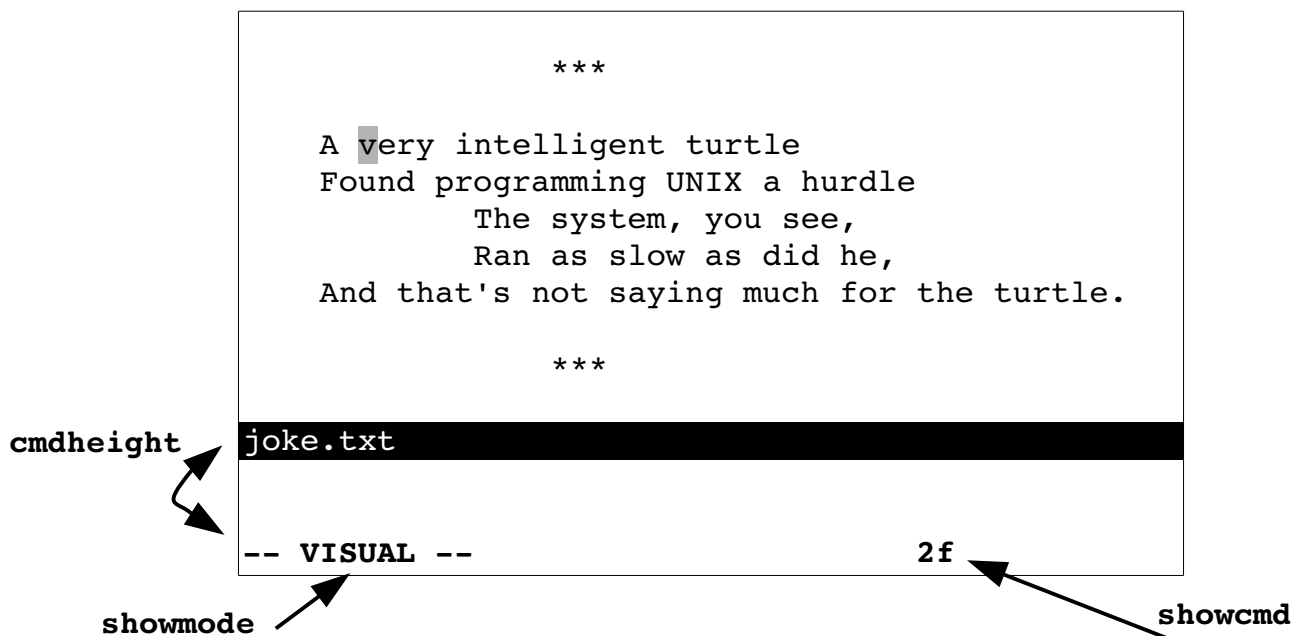 ***
A very intelligent turtle
Found programming UNIX a hurdle
The system, you see,
Ran as slow as did he,
And that's not saying much for the turtle.
***
cmdheight
joke.txt
-- VISUAL -- 2f
showmode
showcmd